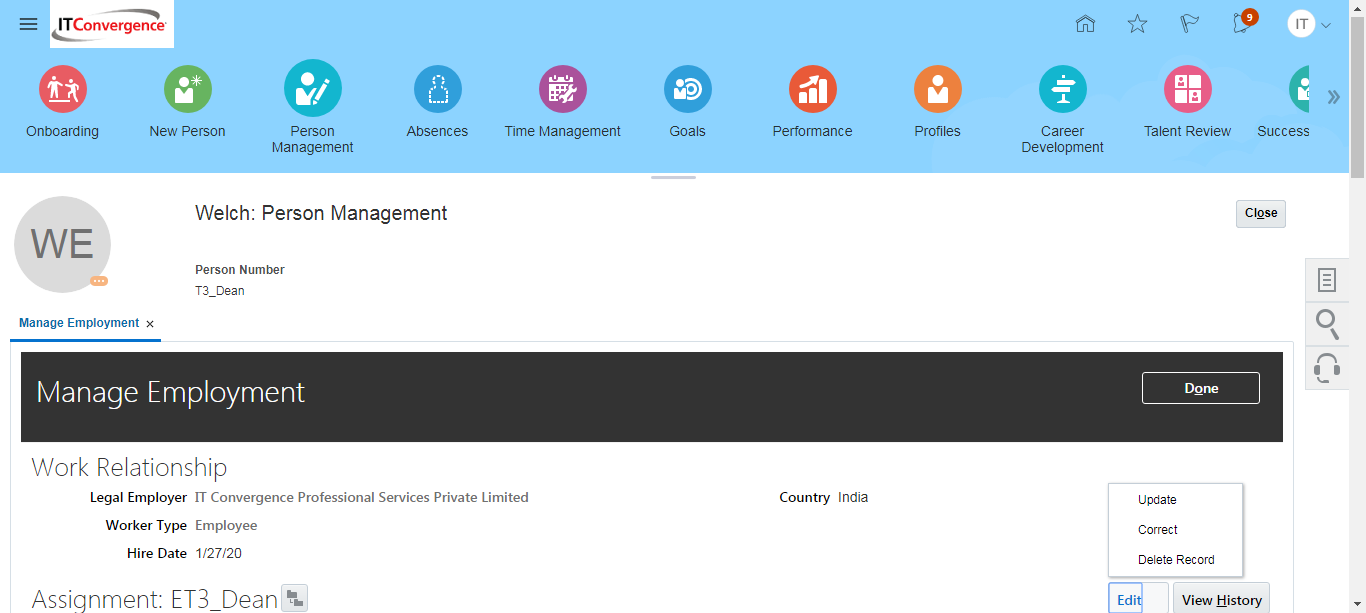 ITConvergence
9
IT
Onboarding
New Person
Person
Management
Absences
Time Management
Goals
Performance
Profiles
Career
Development
Talent Review
Success
WE
Welch: Person Management
Close
Person Number
T3_Dean
Manage Employment
Manage Employment
Done
Work Relationship
Legal Employer IT Convergence Professional Services Private Limited
Country India
Worker Type Employee
Hire Date 1/27/20
Update
Correct
Delete Record
Assignment: ET3_Dean
Edit
View History